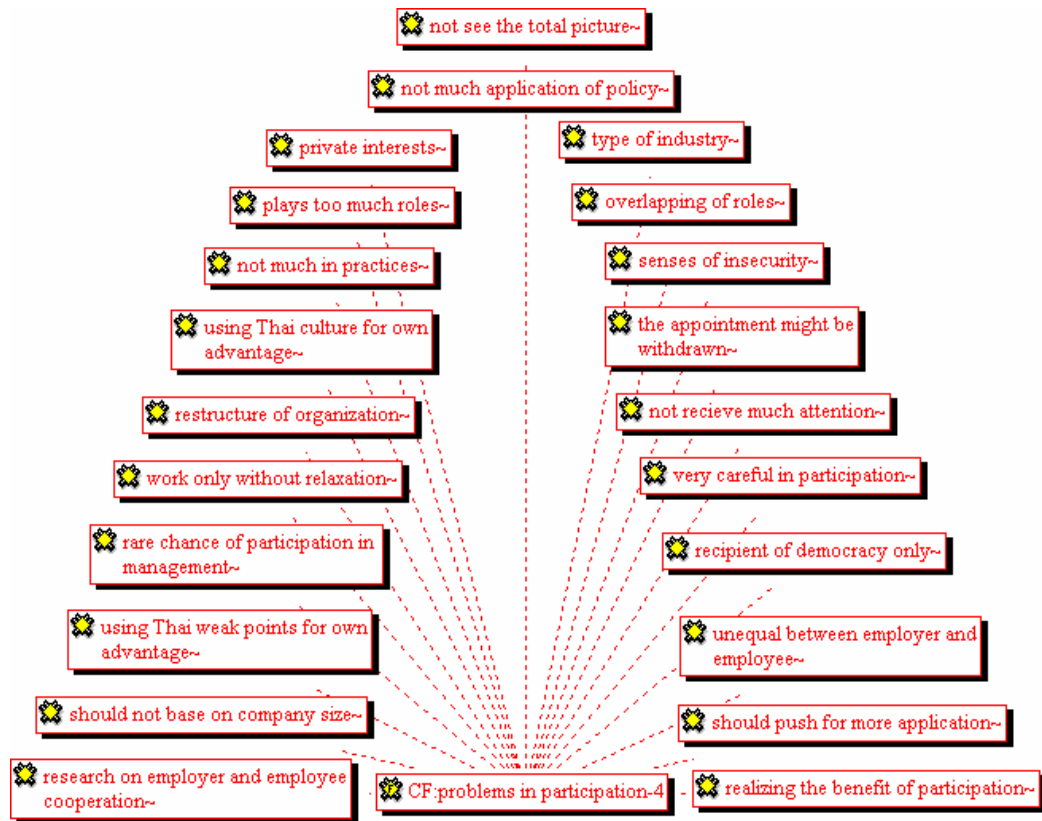 not see the total picture~
not much application of policy~
private interests~
type of industry~
plays too much roles~
overlapping of roles~
not much in practices~
senses of insecurity~
using Thai culture for own
advantage~
the appointment might be
withdrawn~
restructure of organization~
not recieve much attention~
work only without relaxation~
very careful in participation~
rare chance of participation in
management~
recipient of democracy only~
using Thai weak points for own
advantage~
unequal between employer and
employee~
should not base on company size~
should push for more application~
research on employer and employee
cooperation~
CF:problems in participation-4
realizing the benefit of participation~